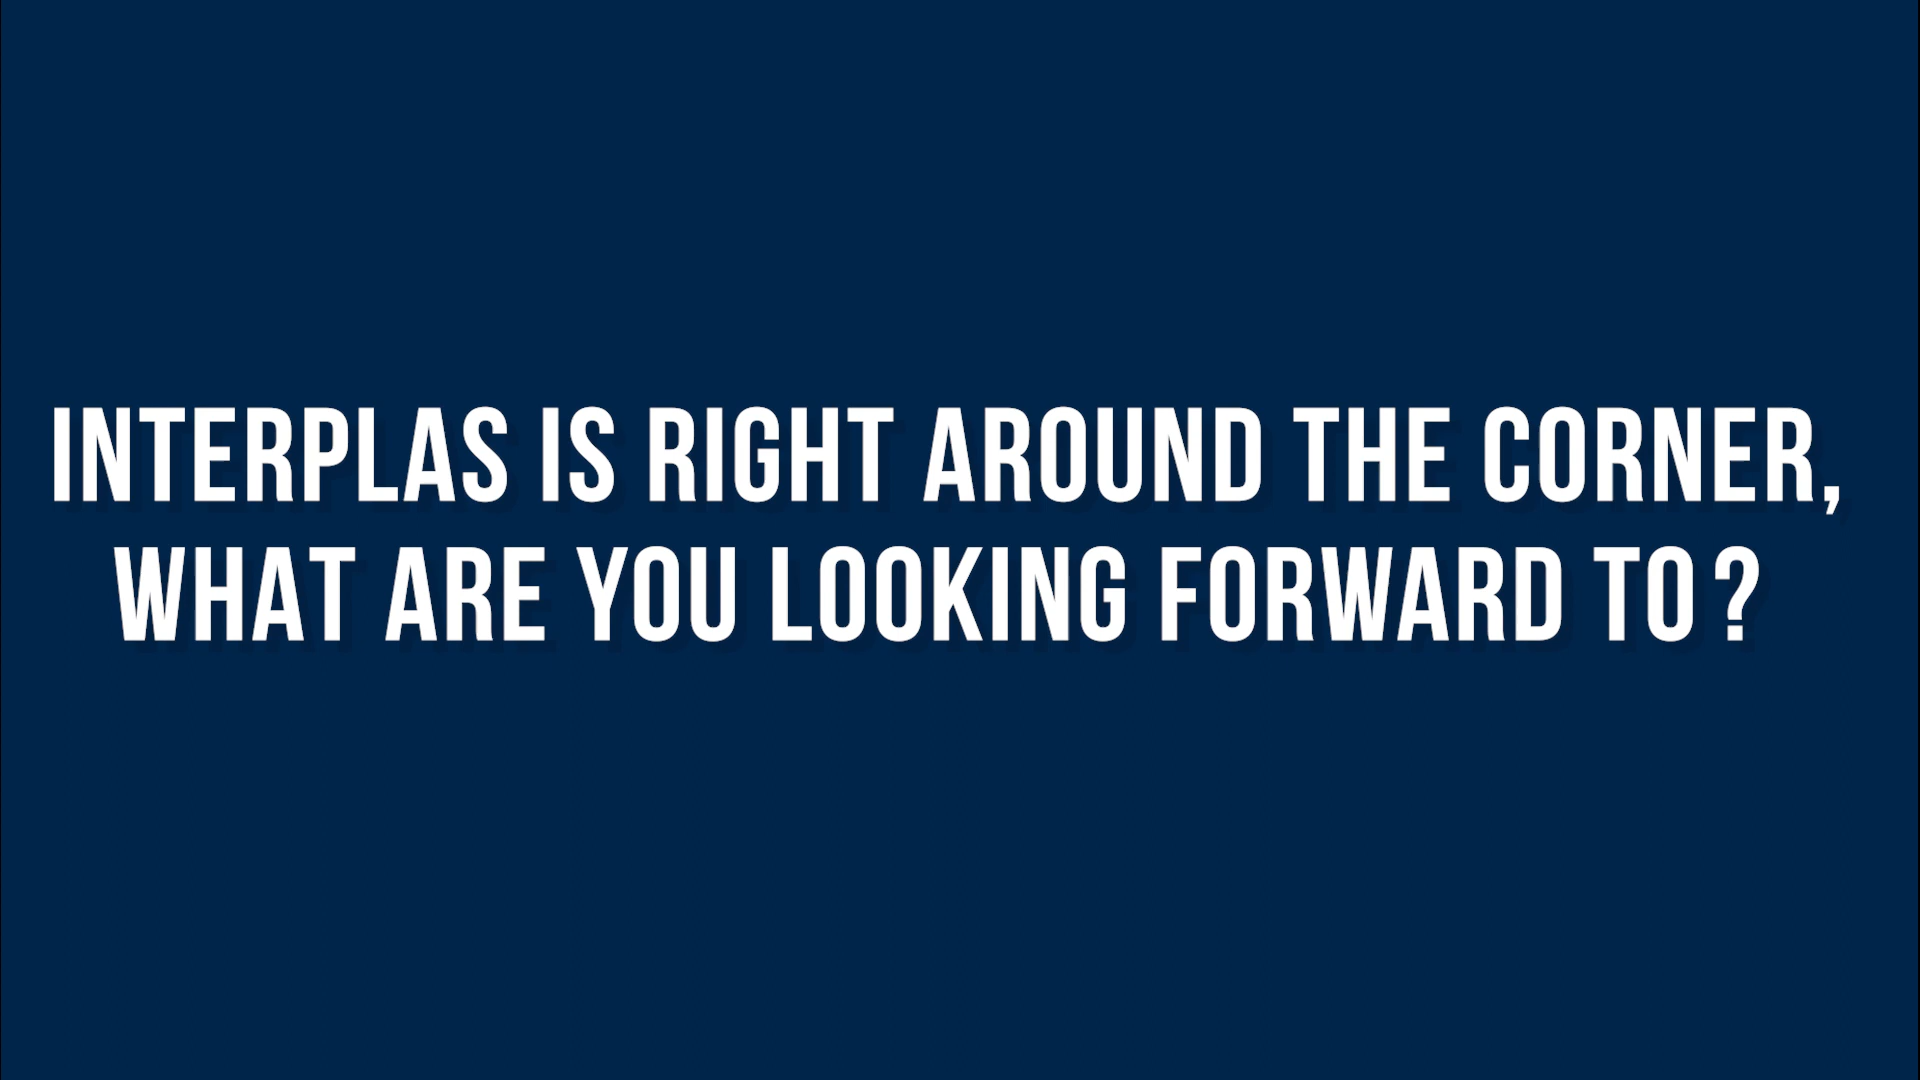 INTERPLAS IS RIGHT AROUND THE CORNER,
WHAT ARE YOU LOOKING FORWARD TO?